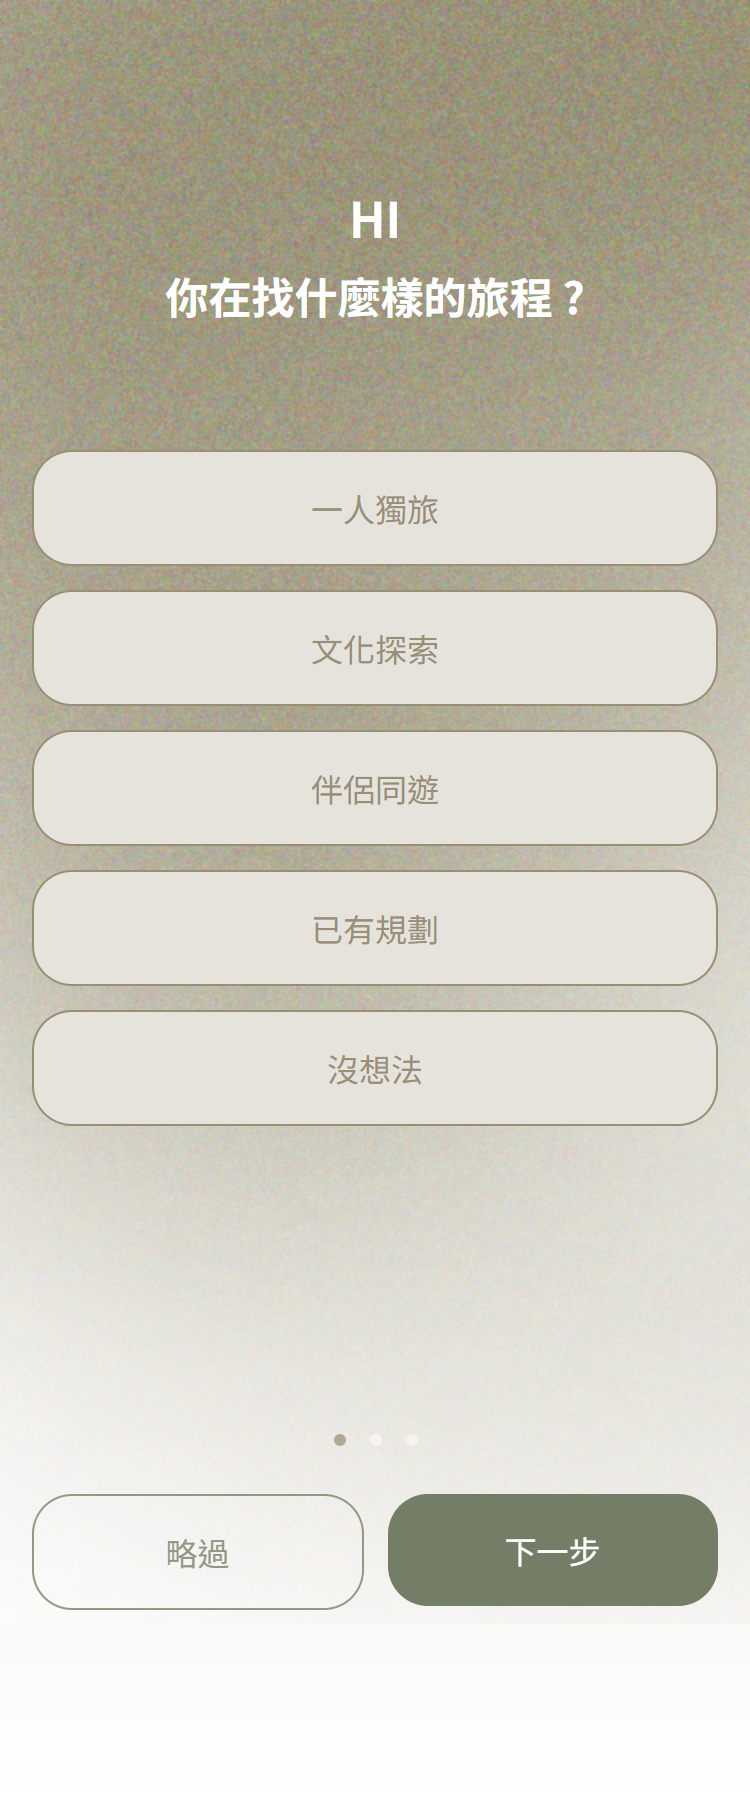 HI
你在找什麼樣的旅程？
一人獨旅
文化探索
伴侶同遊
已有規劃
沒想法
略過
下一步